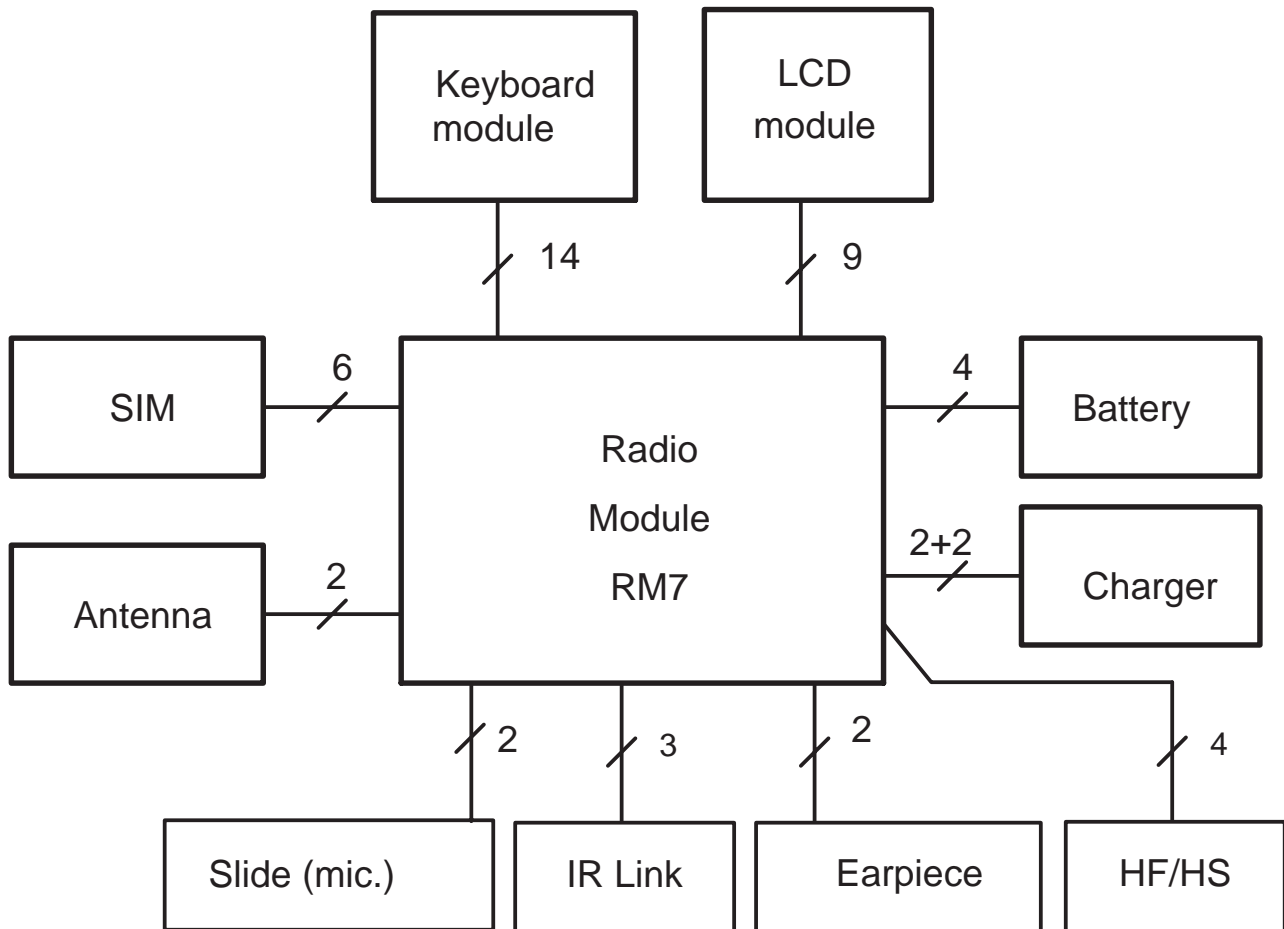 Keyboard
module
LCD
module
14
9
SIM
6
Radio
Module
RM7
4
Battery
Antenna
2
2+2
Charger
2
3
2
4
Slide (mic.)
IR Link
Earpiece
HF/HS